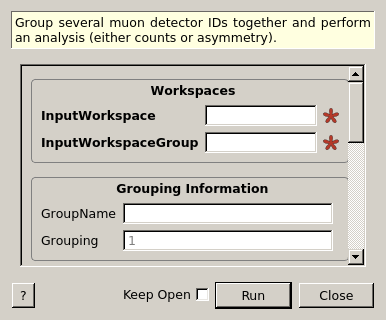 Group several muon detector IDs together and perform
an analysis (either counts or asymmetry).
Workspaces
InputWorkspace
InputWorkspaceGroup
Grouping Information
GroupName
Grouping 1
? Keep Open Run Close